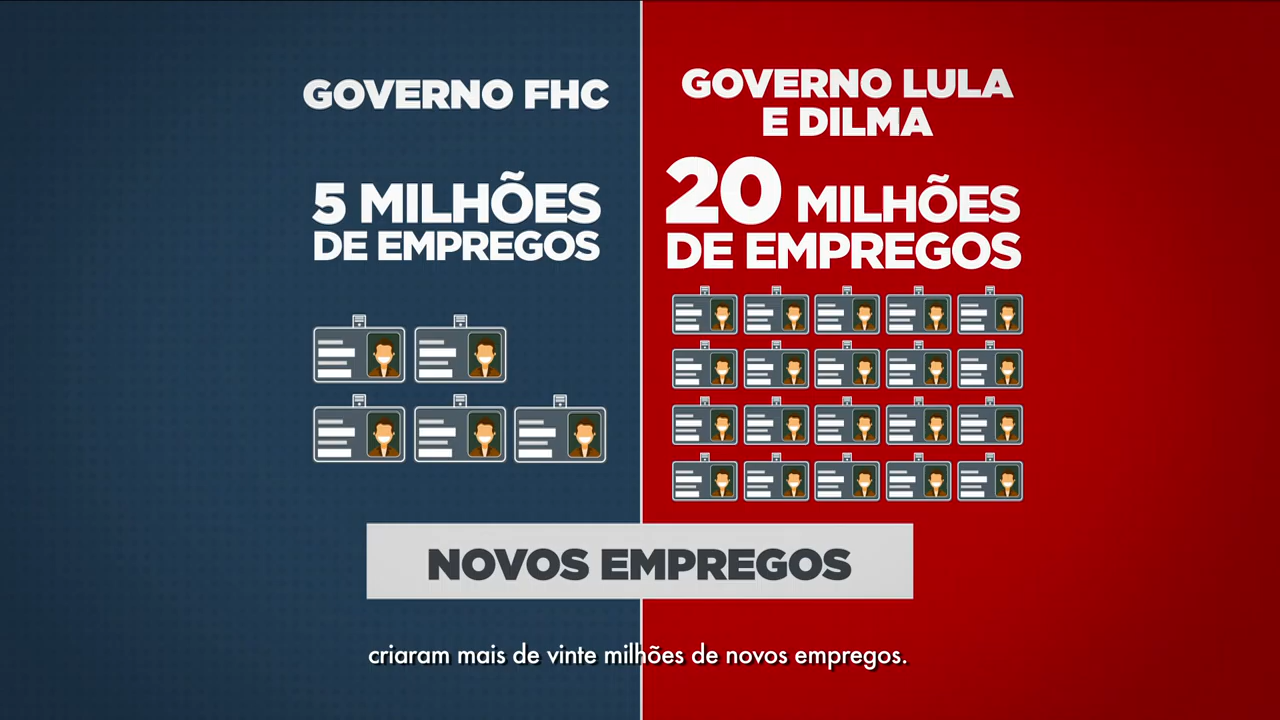 GOVERNO FHC
5 MILHÕES
DE EMPREGOS
GOVERNO LULA
E DILMA
20 MILHÕES
DE EMPREGOS
NOVOS EMPREGOS
criaram mais de vinte milhões de novos empregos.